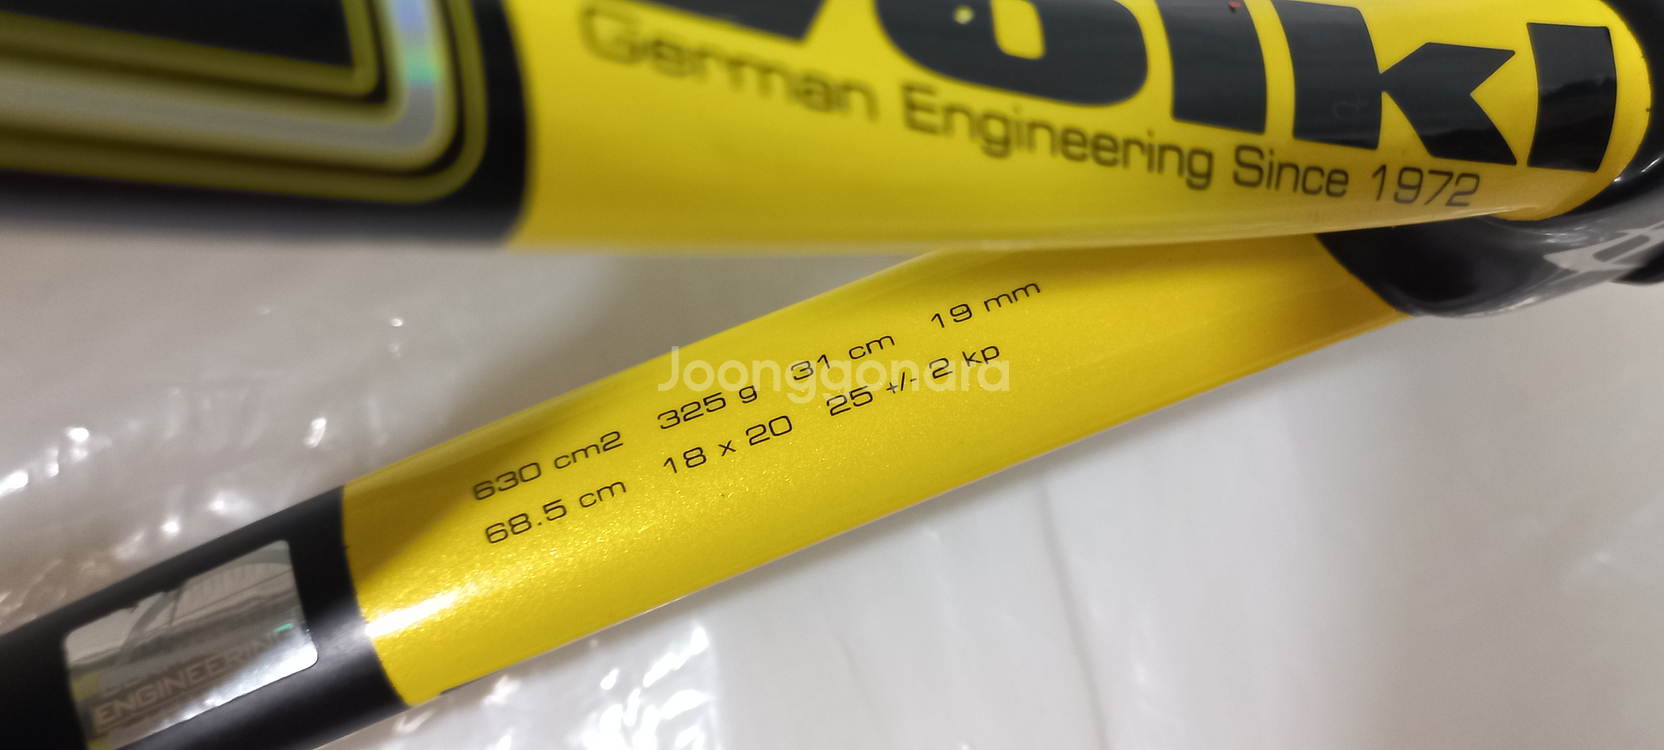 Völkl
German Engineering Since 1972
630 cm2 325 g 31 cm 19 mm
68.5 cm 18 x 20 25 +/- 2 kp
Joonggonara
ENGINEERING